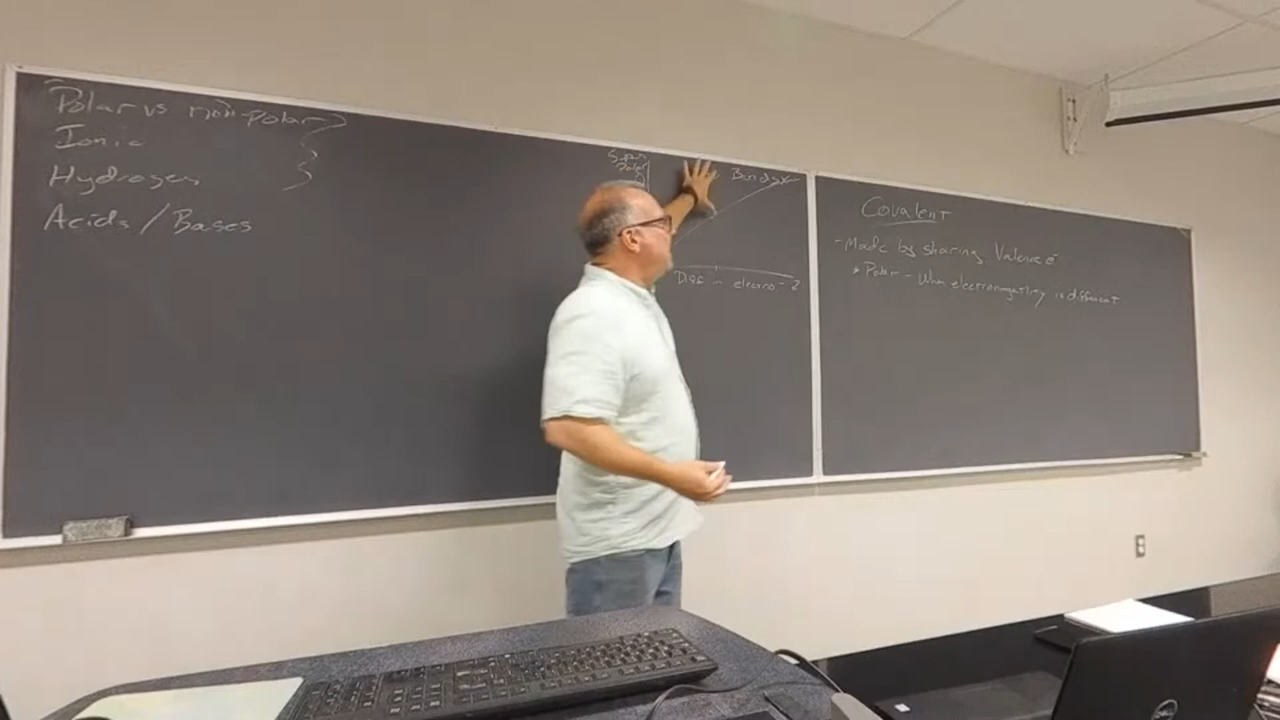 Polar vs non-polar
Ionic
Hydrogen
Acids / Bases
Bonds
Diff in electro-
Covalent
- Made by sharing Valence e-
* Polar - When electronegativity is different
DELL